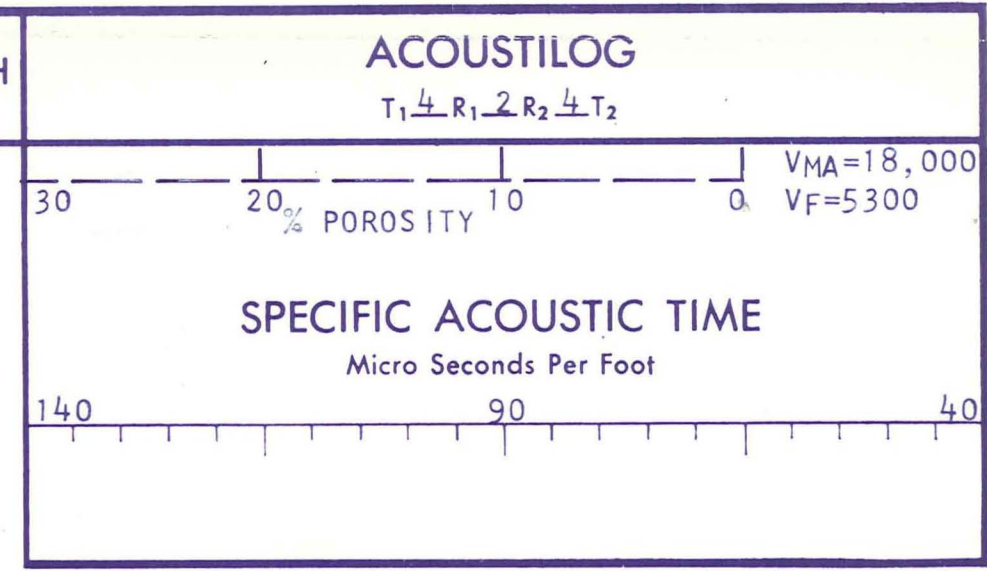 H
ACOUSTILOG
T₁ 4 R₁ 2 R₂ 4 T₂
VMA=18,000
30 20 10 0 VF=5300
% POROSITY
SPECIFIC ACOUSTIC TIME
Micro Seconds Per Foot
140 90 40